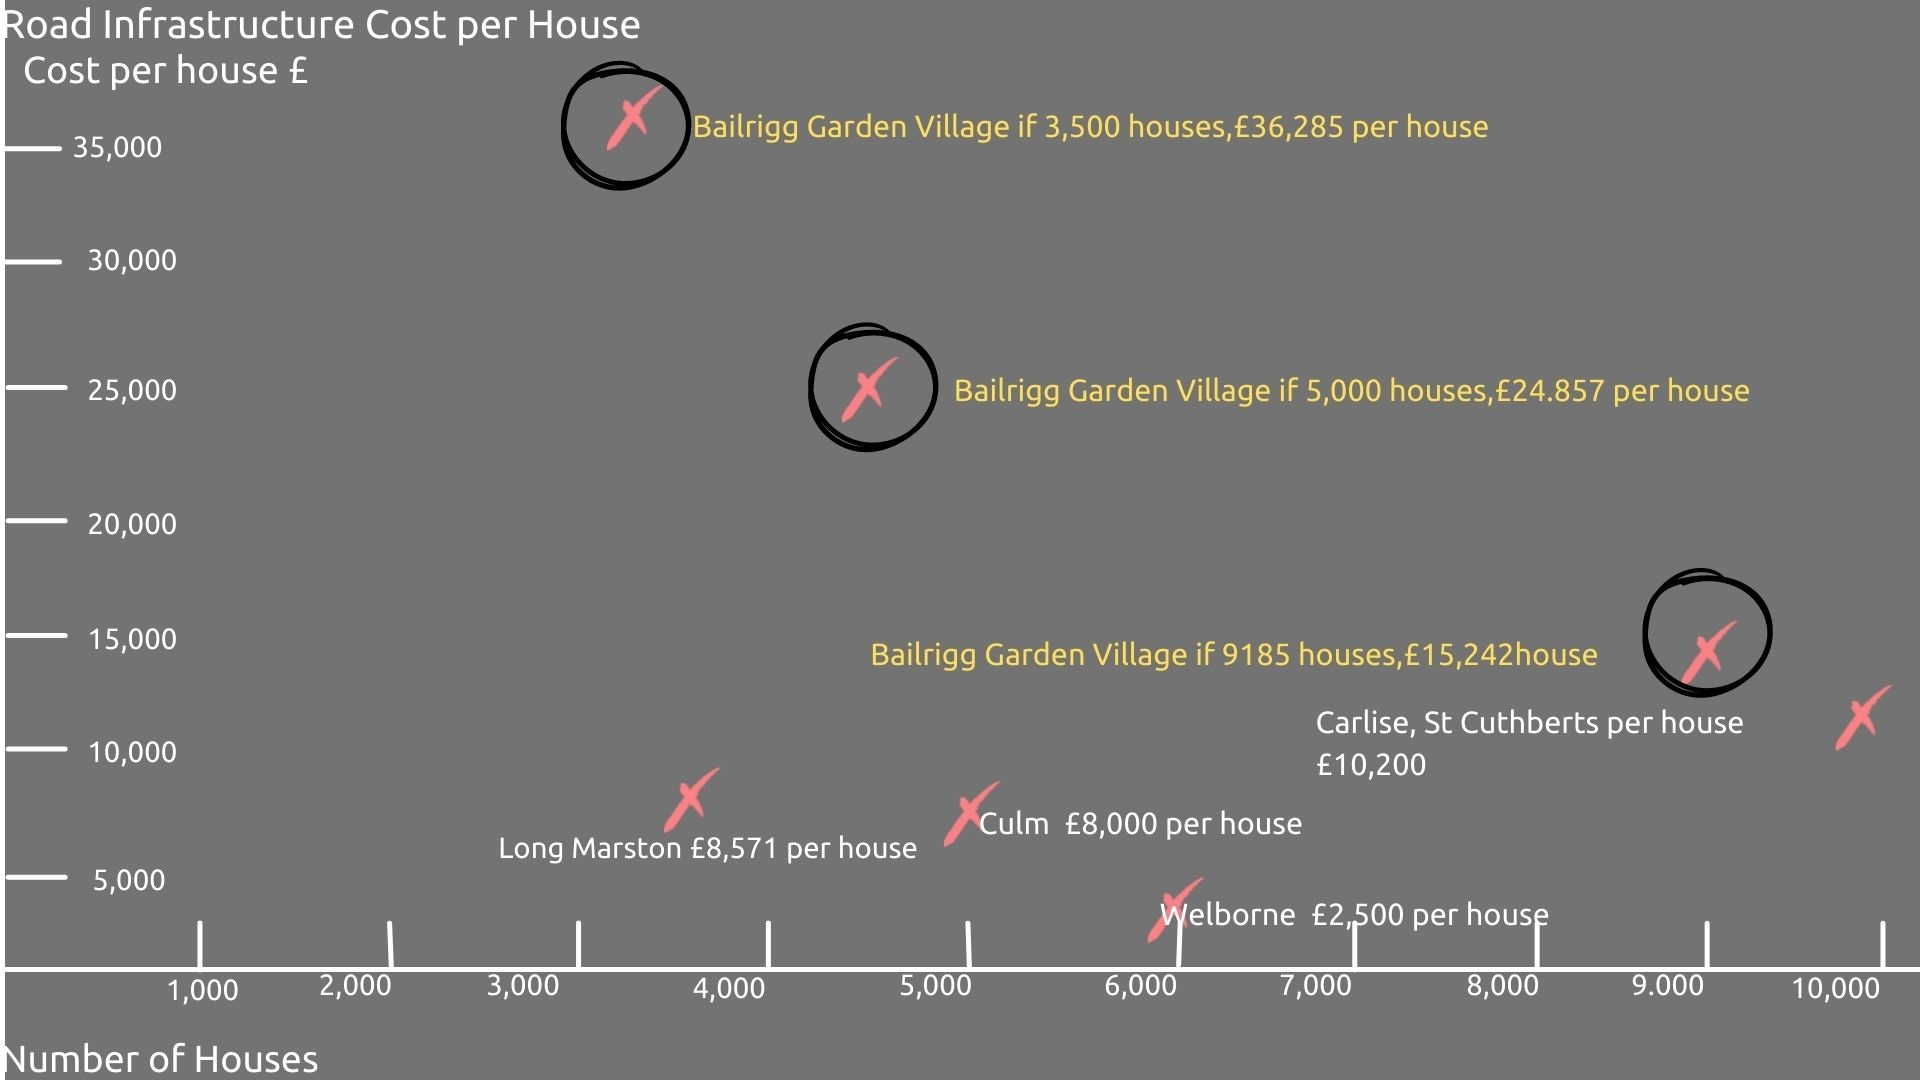 Road Infrastructure Cost per House
Cost per house £
Bailrigg Garden Village if 3,500 houses,£36,285 per house
35,000
30,000
Bailrigg Garden Village if 5,000 houses,£24.857 per house
25,000
20,000
15,000
Bailrigg Garden Village if 9185 houses,£15,242house
Carlise, St Cuthberts per house
£10,200
10,000
Culm £8,000 per house
Long Marston £8,571 per house
5,000
Welborne £2,500 per house
1,000 2,000 3,000 4,000 5,000 6,000 7,000 8,000 9.000 10,000
Number of Houses